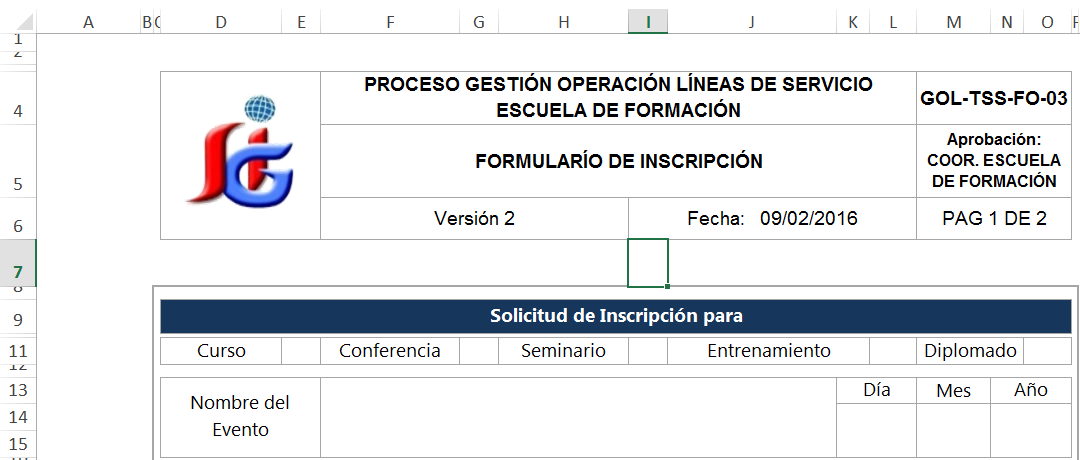 A B C D E F G H I J K L M N O P
1
2
PROCESO GESTIÓN OPERACIÓN LÍNEAS DE SERVICIO
ESCUELA DE FORMACIÓN
4
GOL-TSS-FO-03
JiG
5
FORMULARÍO DE INSCRIPCIÓN
Aprobación:
COOR. ESCUELA
DE FORMACIÓN
6
Versión 2
Fecha: 09/02/2016
PAG 1 DE 2
7
8
9
Solicitud de Inscripción para
11
Curso Conferencia Seminario Entrenamiento Diplomado
12
13
Nombre del
Evento
Día Mes Año
14
15